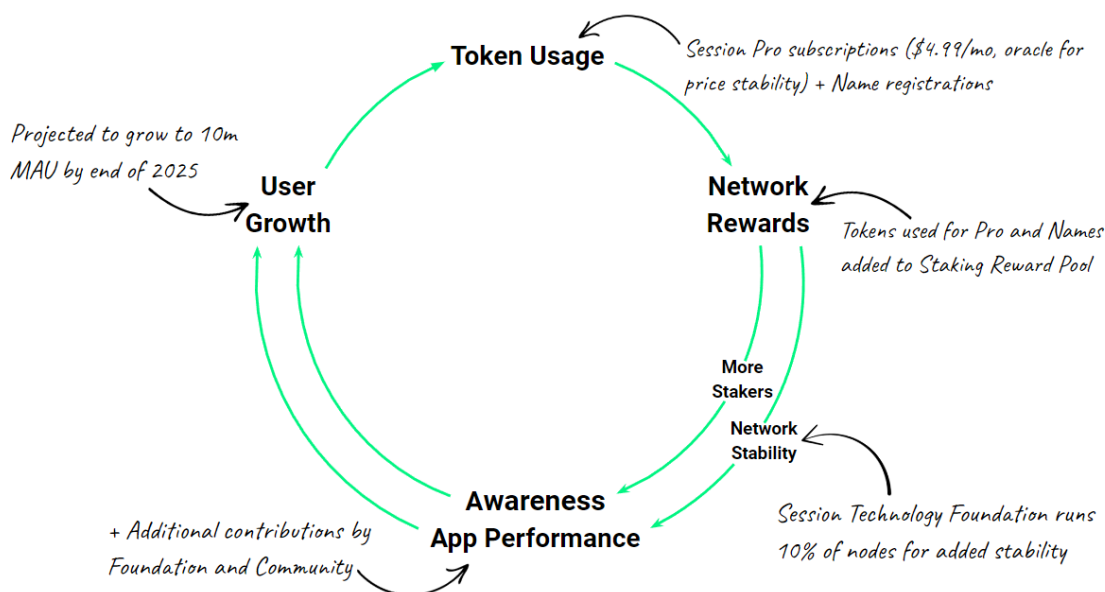 Token Usage
Session Pro subscriptions ($4.99/mo, oracle for
price stability) + Name registrations
Projected to grow to 10m
MAU by end of 2025
User
Growth
Network
Rewards
Tokens used for Pro and Names
added to Staking Reward Pool
More
Stakers
Network
Stability
Session Technology Foundation runs
10% of nodes for added stability
Awareness
App Performance
+ Additional contributions by
Foundation and Community